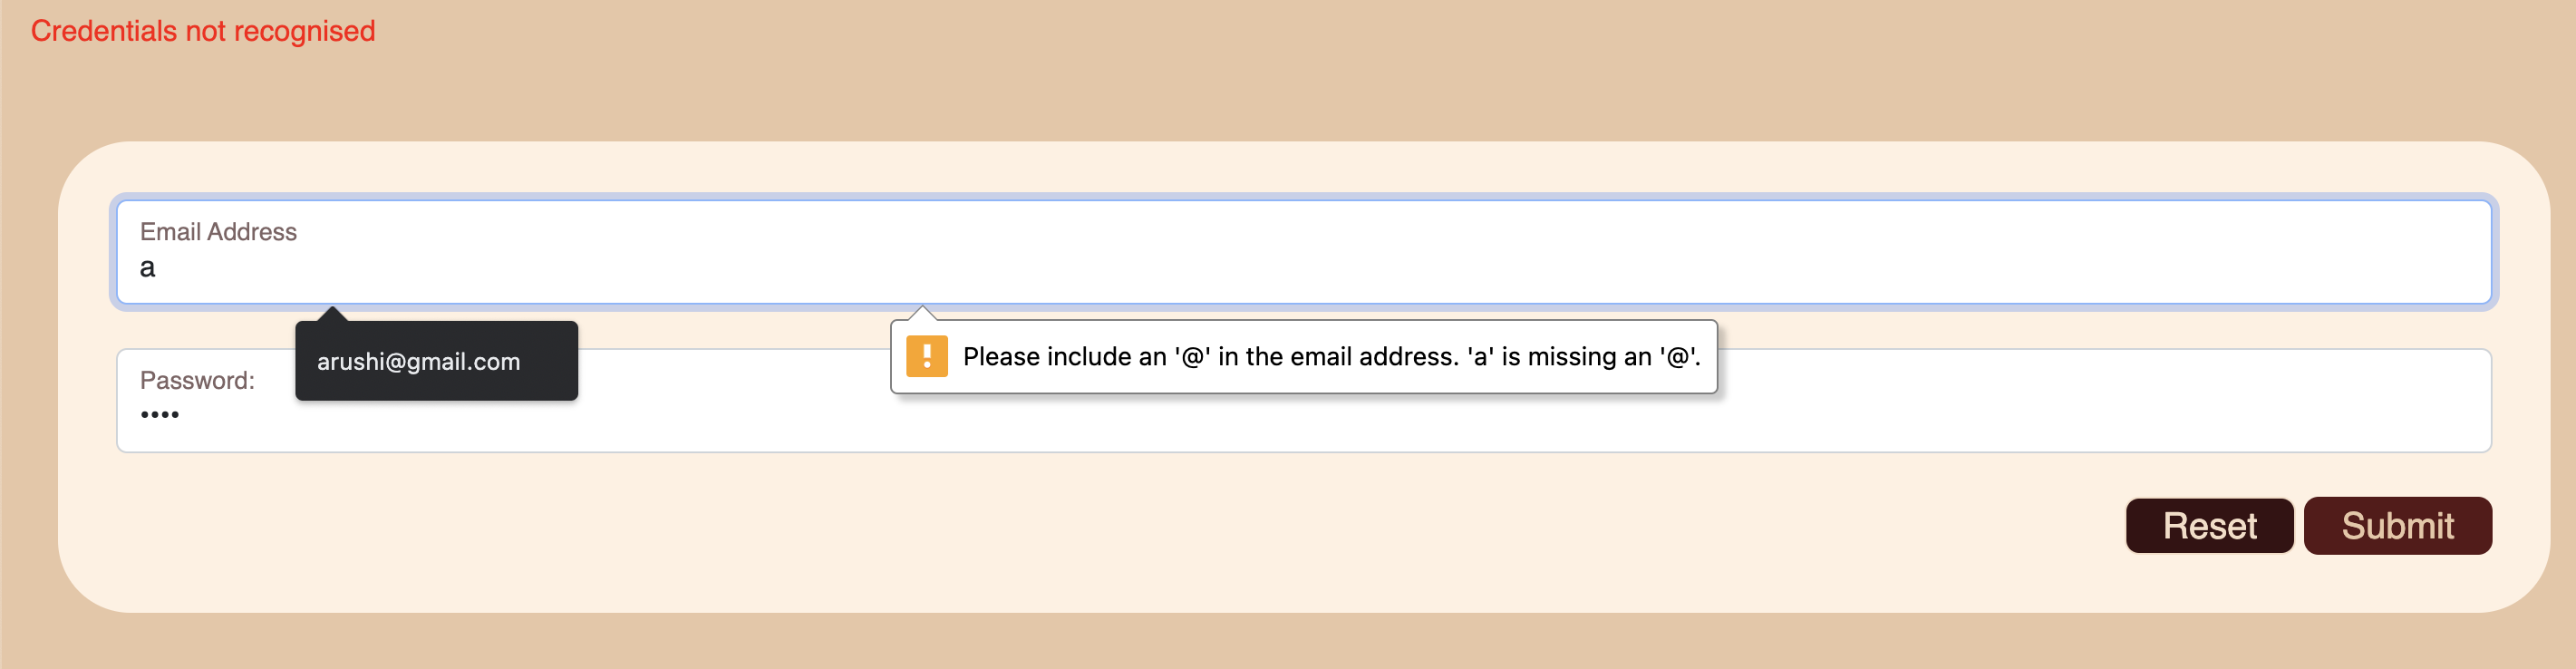 Credentials not recognised
Email Address
a
arushi@gmail.com
Please include an '@' in the email address. 'a' is missing an '@'.
Password:
••••
Reset
Submit